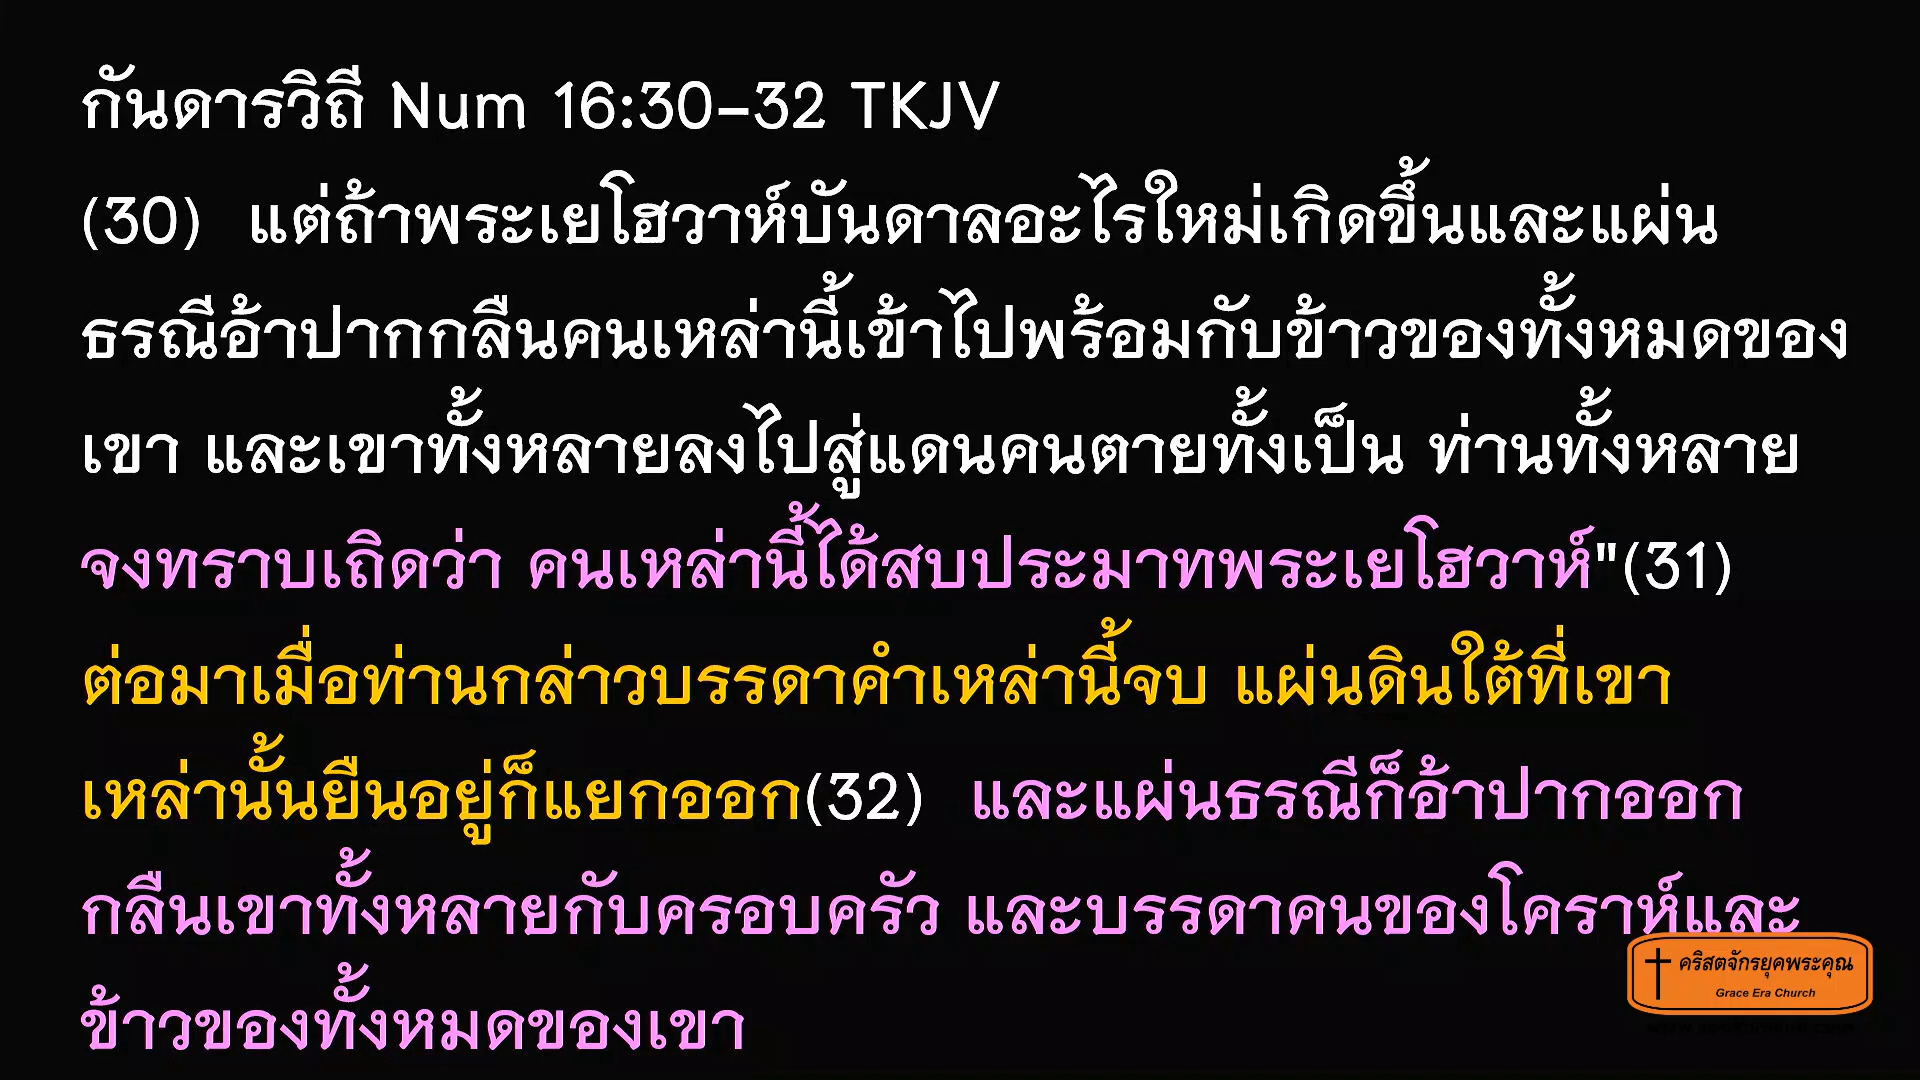 กันดารวิถี Num 16:30-32 TKJV
(30) แต่ถ้าพระเยโฮวาห์บันดาลอะไรใหม่เกิดขึ้นและแผ่น
ธรณีอ้าปากกลืนคนเหล่านี้เข้าไปพร้อมกับข้าวของทั้งหมดของ
เขา และเขาทั้งหลายลงไปสู่แดนคนตายทั้งเป็น ท่านทั้งหลาย
จงทราบเถิดว่า คนเหล่านี้ได้สบประมาทพระเยโฮวาห์"(31)
ต่อมาเมื่อท่านกล่าวบรรดาคำเหล่านี้จบ แผ่นดินใต้ที่เขา
เหล่านั้นยืนอยู่ก็แยกออก(32) และแผ่นธรณีก็อ้าปากออก
กลืนเขาทั้งหลายกับครอบครัว และบรรดาคนของโคราห์และ
ข้าวของทั้งหมดของเขา
คริสตจักรยุคพระคุณ
Grace Era Church